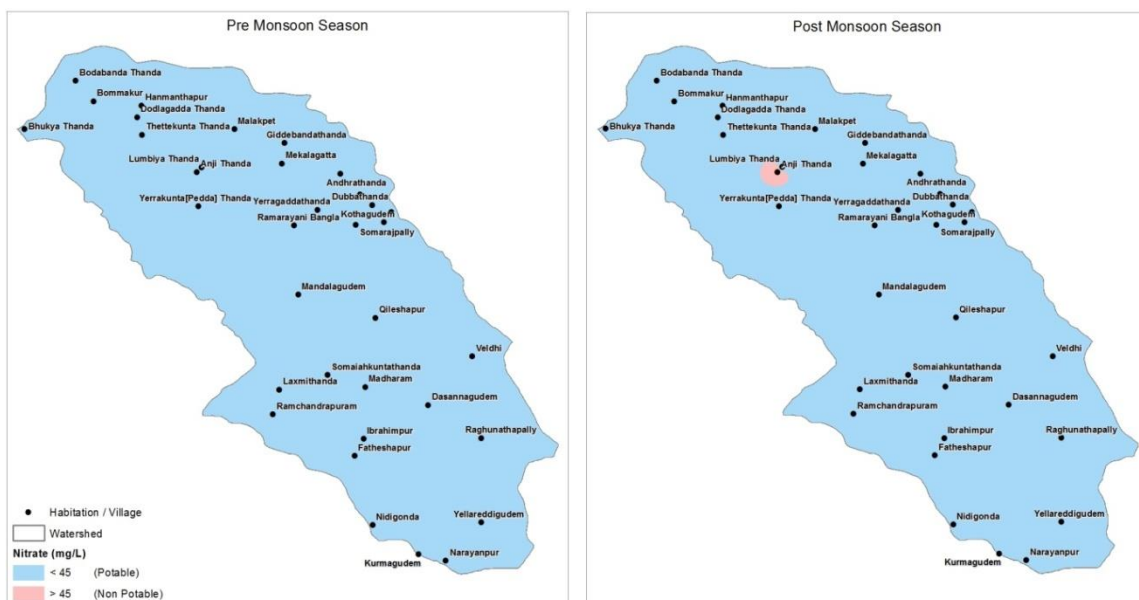 Pre Monsoon Season
Bodabanda Thanda
Bommakur
Hanmanthapur
Dodlagadda Thanda
Bhukya Thanda
Thettekunta Thanda
Malakpet
Giddebandathanda
Lumbiya Thanda
Anji Thanda
Mekalagatta
Andhrathanda
Yerrakunta[Pedda] Thanda
Yerragaddathanda
Dubbathanda
Ramarayani Bangla
Kothagudem
Somarajpally
Mandalagudem
Qileshapur
Veldhi
Somaiahkuntathanda
Laxmithanda
Madharam
Dasannagudem
Ramchandrapuram
Ibrahimpur
Raghunathapally
Fatheshapur
Nidigonda
Yellareddigudem
Kurmagudem
Narayanpur
Habitation / Village
Watershed
Nitrate (mg/L)
< 45 (Potable)
> 45 (Non Potable)
Post Monsoon Season
Bodabanda Thanda
Bommakur
Hanmanthapur
Dodlagadda Thanda
Bhukya Thanda
Thettekunta Thanda
Malakpet
Giddebandathanda
Lumbiya Thanda
Anji Thanda
Mekalagatta
Andhrathanda
Yerrakunta[Pedda] Thanda
Yerragaddathanda
Dubbathanda
Ramarayani Bangla
Kothagudem
Somarajpally
Mandalagudem
Qileshapur
Veldhi
Somaiahkuntathanda
Laxmithanda
Madharam
Dasannagudem
Ramchandrapuram
Ibrahimpur
Raghunathapally
Fatheshapur
Nidigonda
Yellareddigudem
Kurmagudem
Narayanpur